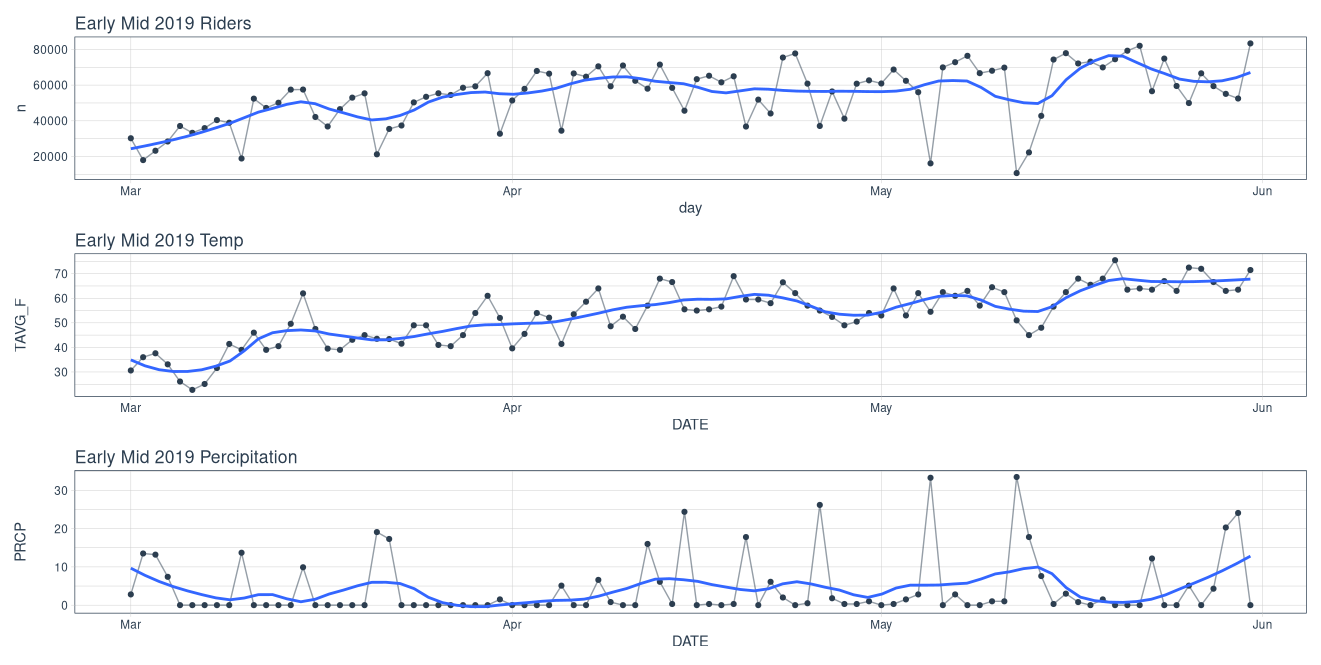 Early Mid 2019 Riders
n
80000
60000
40000
20000
Mar Apr May Jun
day
Early Mid 2019 Temp
TAVG_F
70
60
50
40
30
Mar Apr May Jun
DATE
Early Mid 2019 Percipitation
PRCP
30
20
10
0
Mar Apr May Jun
DATE